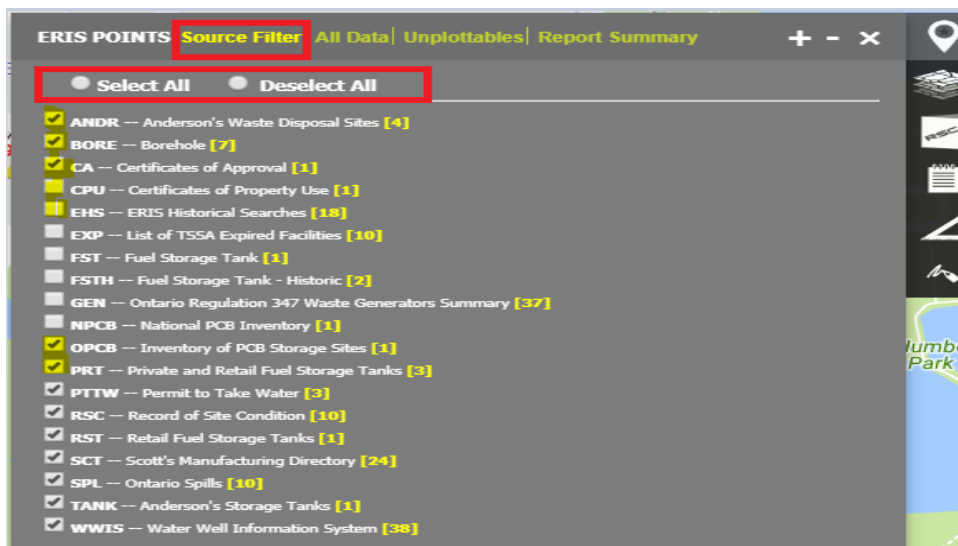 ERIS POINTS Source Filter All Data| Unplottables| Report Summary + - ×
Select All Deselect All
ANDR -- Anderson's Waste Disposal Sites [4]
BORE -- Borehole [7]
CA -- Certificates of Approval [1]
CPU -- Certificates of Property Use [1]
EHS -- ERIS Historical Searches [18]
EXP -- List of TSSA Expired Facilities [10]
FST -- Fuel Storage Tank [1]
FSTH -- Fuel Storage Tank - Historic [2]
GEN -- Ontario Regulation 347 Waste Generators Summary [37]
NPCB -- National PCB Inventory [1]
OPCB -- Inventory of PCB Storage Sites [1]
PRT -- Private and Retail Fuel Storage Tanks [3]
PTTW -- Permit to Take Water [3]
RSC -- Record of Site Condition [10]
RST -- Retail Fuel Storage Tanks [1]
SCT -- Scott's Manufacturing Directory [24]
SPL -- Ontario Spills [10]
TANK -- Anderson's Storage Tanks [1]
WWIS -- Water Well Information System [38]
RSC
Park